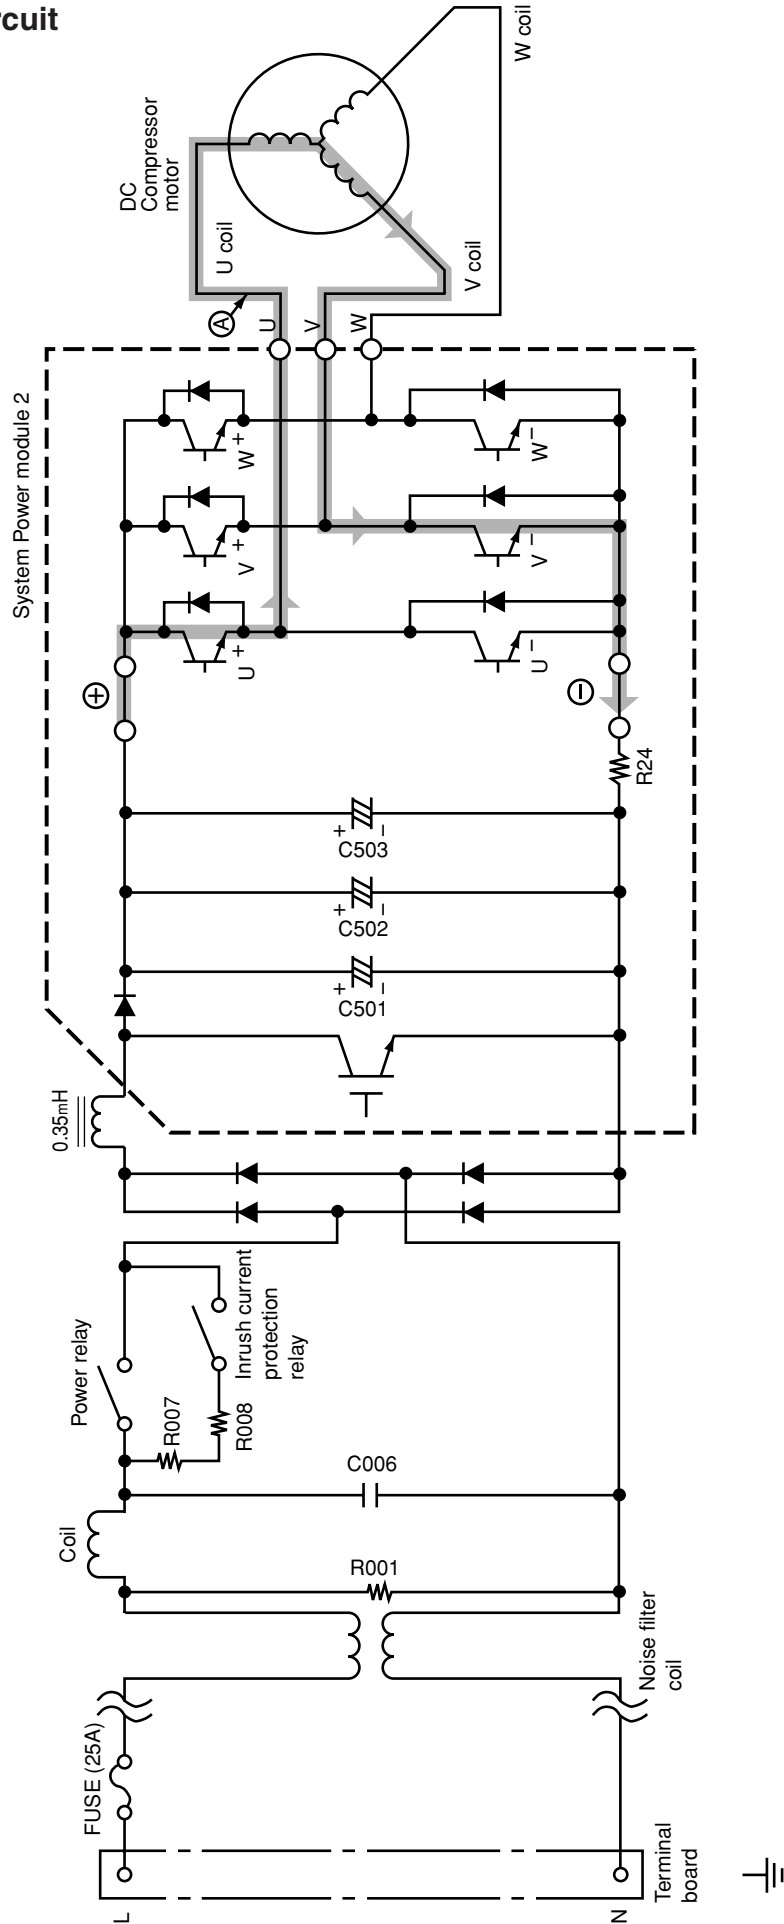 rcuit
W coil
DC
Compressor
motor
U coil
V coil
A
U
V
W
System Power module 2
W +
W −
V +
V −
U +
U −
+
−
R24
+ −
C503
+ −
C502
+ −
C501
0.35mH
Power relay
Inrush current
protection
relay
R007
R008
C006
Coil
R001
Noise filter
coil
FUSE (25A)
Terminal
board
L
N